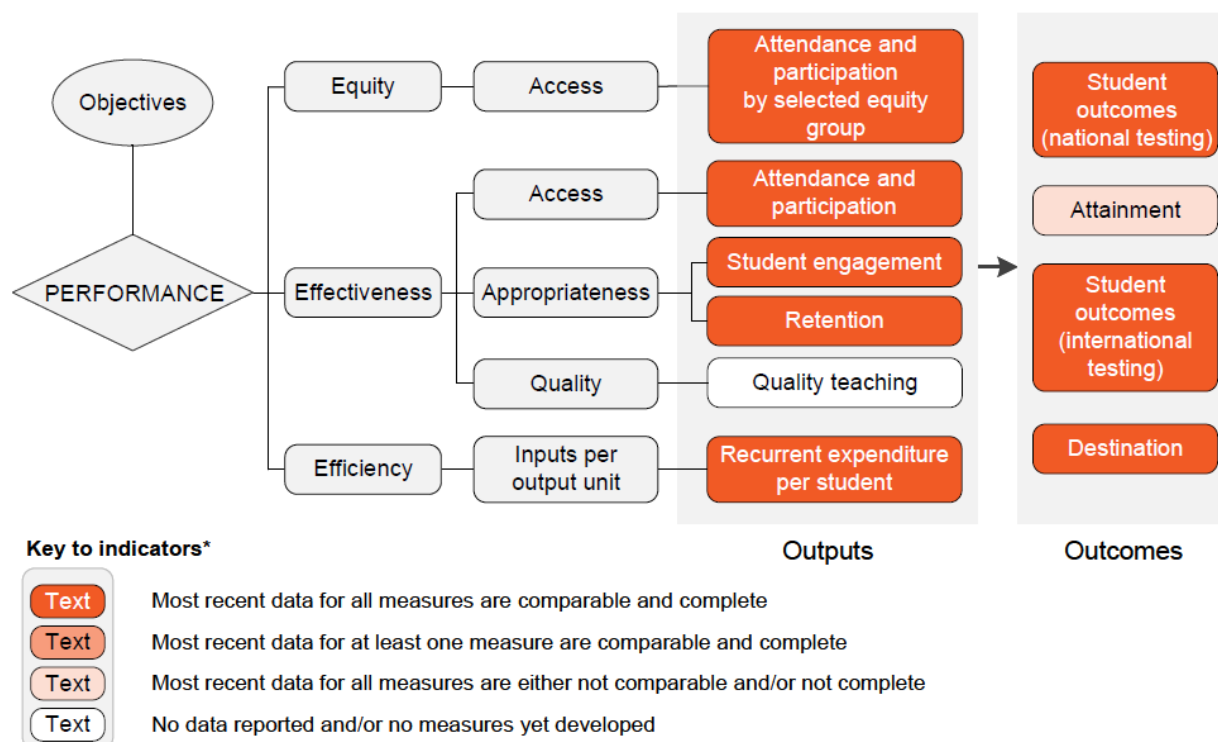 Objectives
PERFORMANCE
Equity
Access
Attendance and
participation
by selected equity
group
Effectiveness
Access
Attendance and
participation
Appropriateness
Student engagement
Retention
Quality
Quality teaching
Efficiency
Inputs per
output unit
Recurrent expenditure
per student
Outputs
Student
outcomes
(national testing)
Attainment
Student
outcomes
(international
testing)
Destination
Outcomes
Key to indicators*
Text Most recent data for all measures are comparable and complete
Text Most recent data for at least one measure are comparable and complete
Text Most recent data for all measures are either not comparable and/or not complete
Text No data reported and/or no measures yet developed